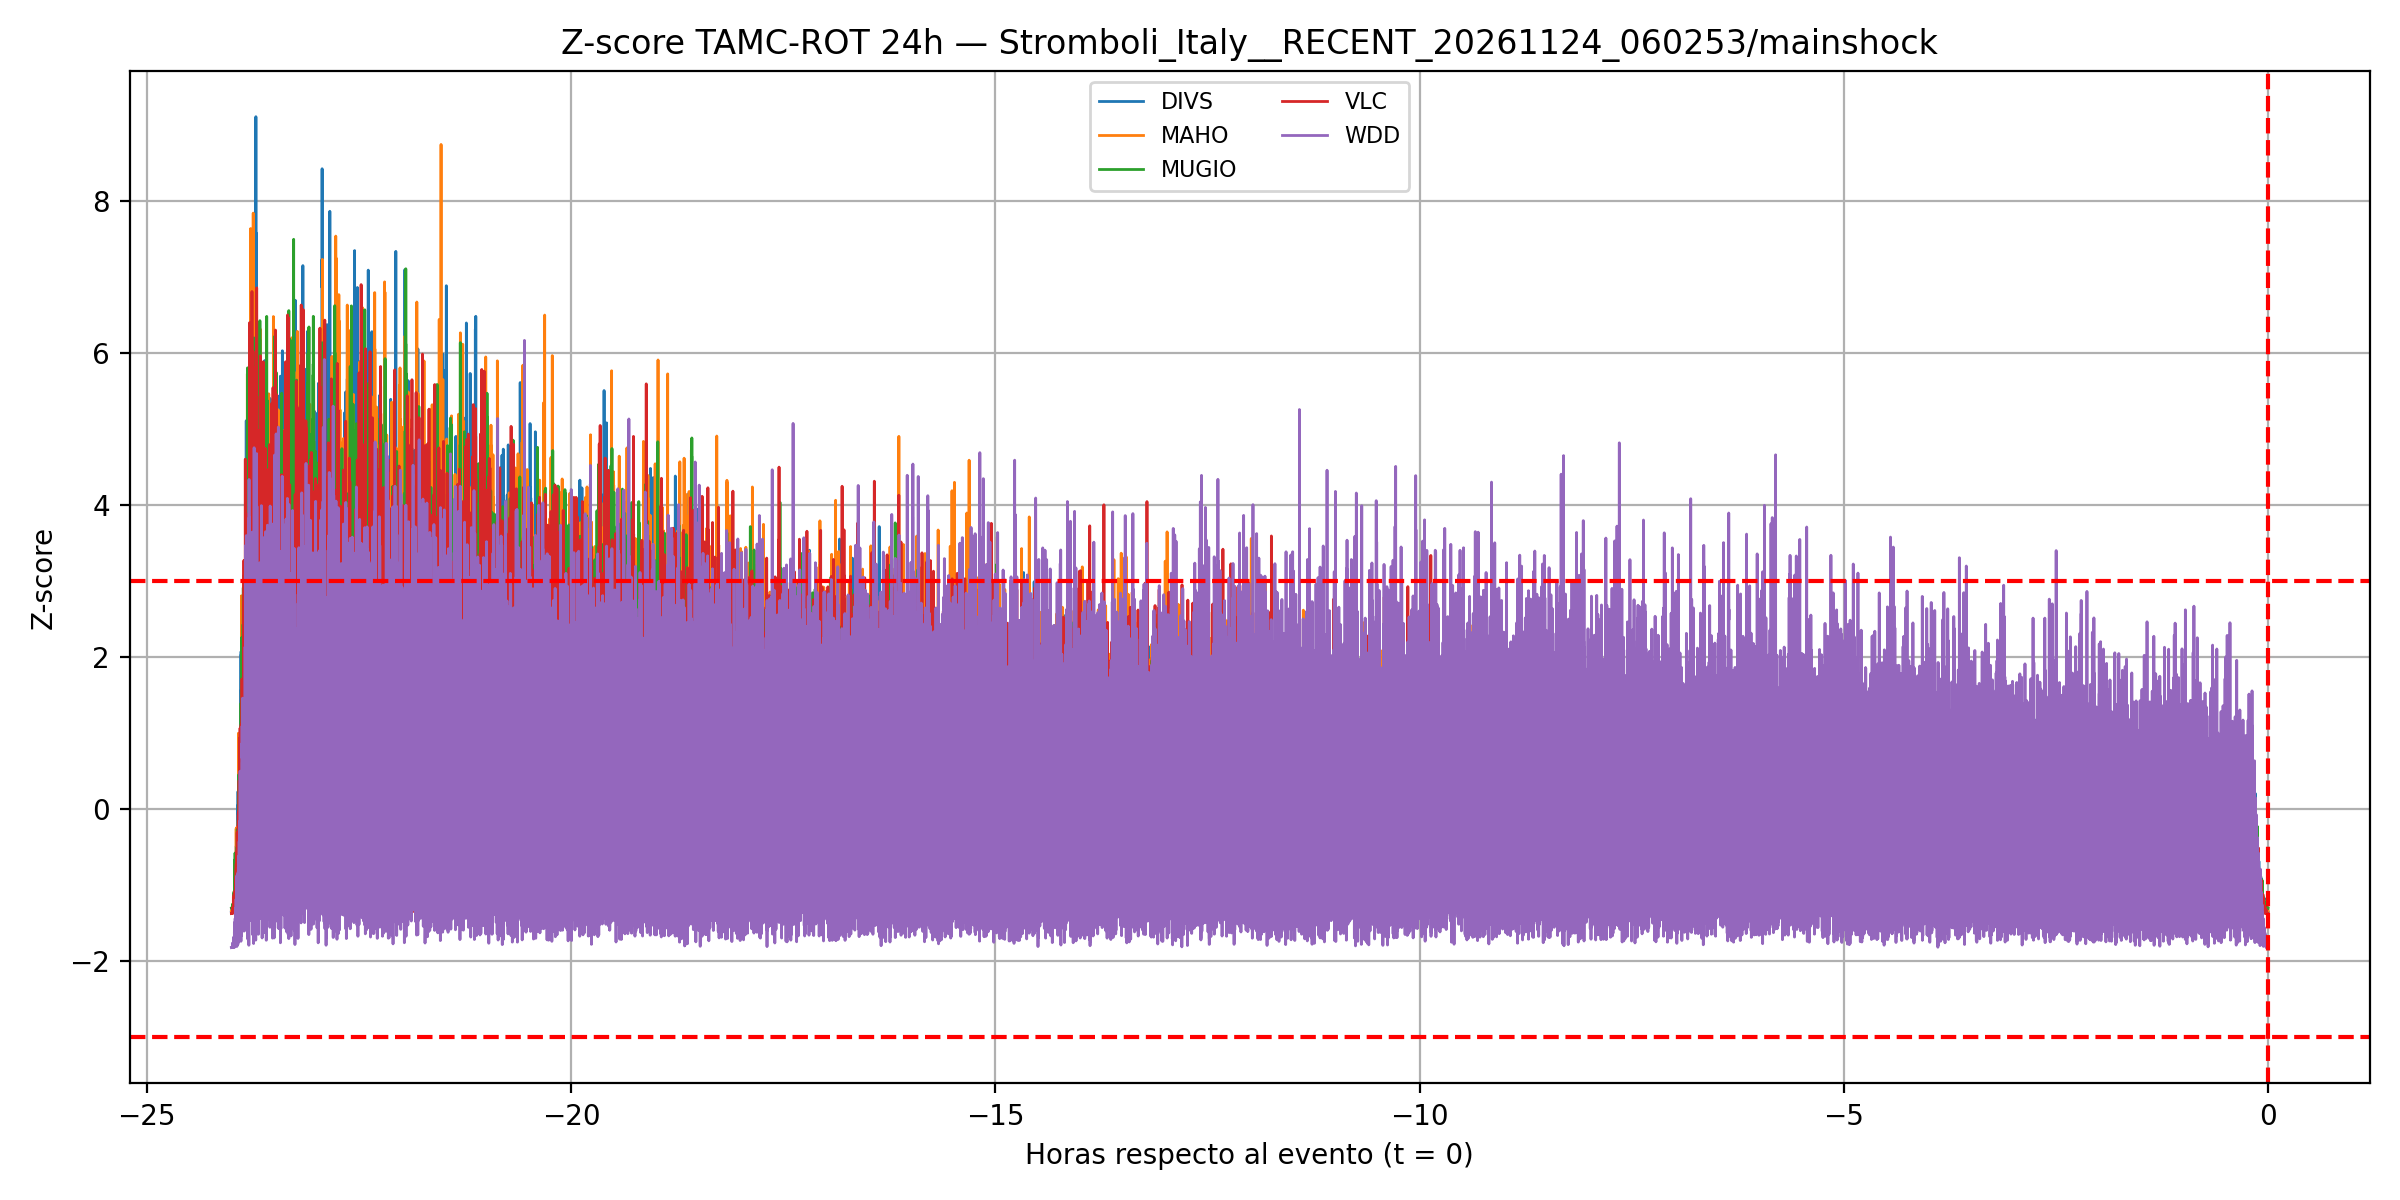 Z-score TAMC-ROT 24h — Stromboli_Italy__RECENT_20261124_060253/mainshock
DIVS
MAHO
MUGIO
VLC
WDD
Z-score
8
6
4
2
0
−2
−25
−20
−15
−10
−5
0
Horas respecto al evento (t = 0)